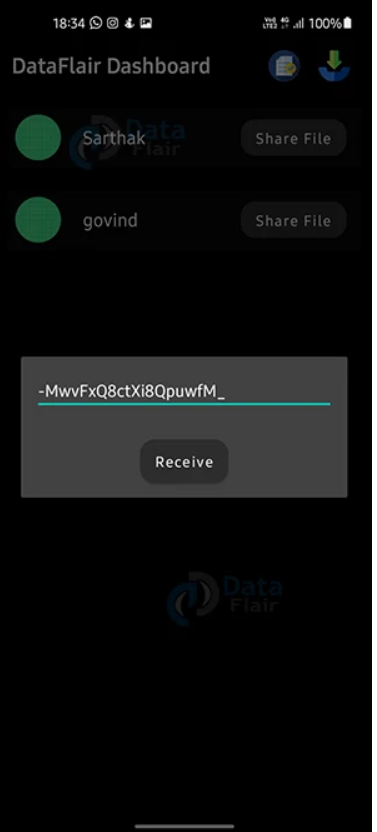 18:34 Vo) 4G LTE2 100%
DataFlair Dashboard
Data
Flair
Sarthak Share File
govind Share File
-MwvFxQ8ctXi8QpuwfM_
Receive
Data
Flair